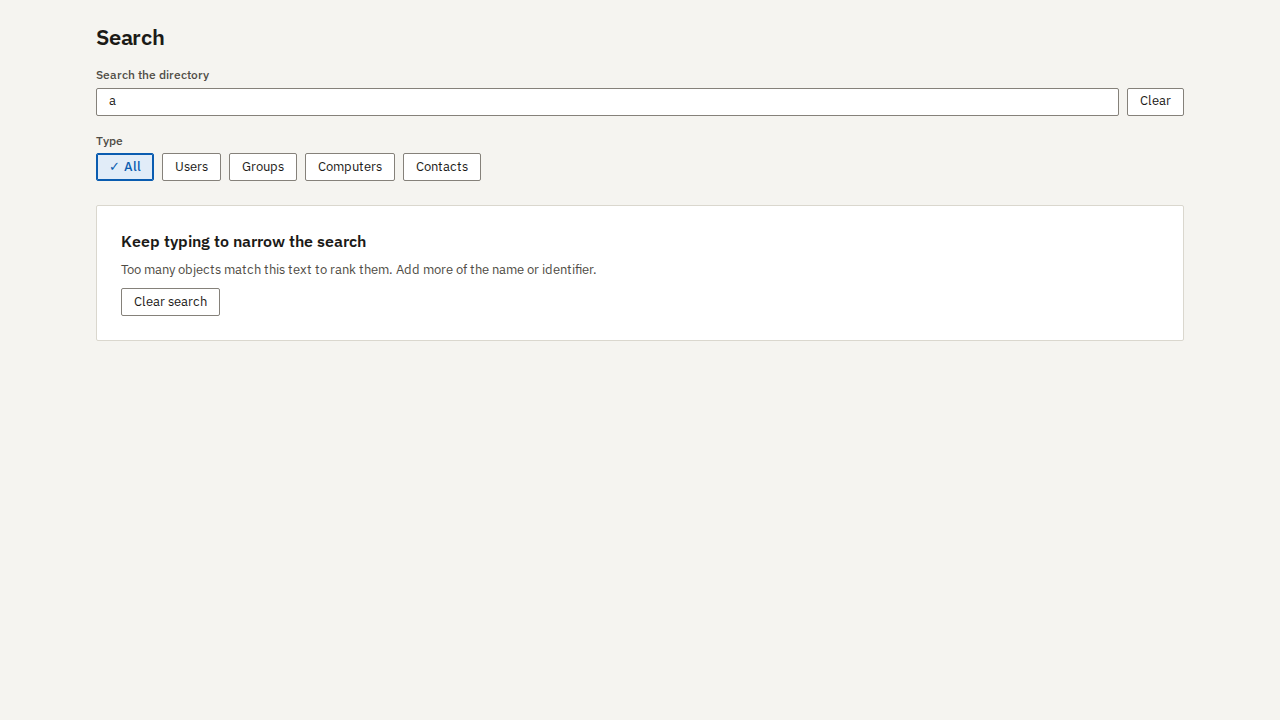 Search
Search the directory
a
Clear
Type
✓ All
Users
Groups
Computers
Contacts
Keep typing to narrow the search
Too many objects match this text to rank them. Add more of the name or identifier.
Clear search